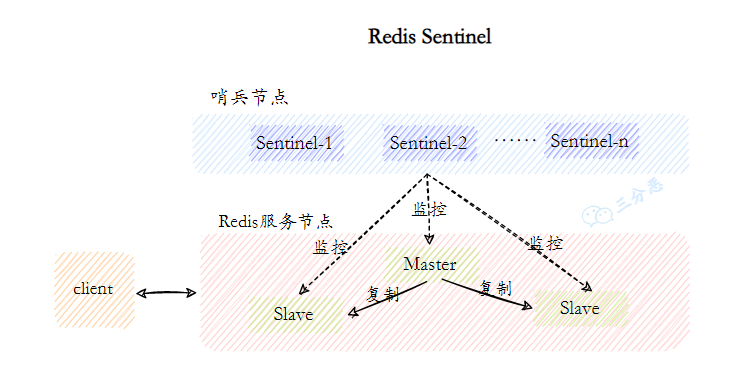 Redis Sentinel
哨兵节点
Sentinel-1
Sentinel-2
······
Sentinel-n
三分恶
监控
Redis服务节点
监控
监控
Master
client
复制
复制
Slave
Slave